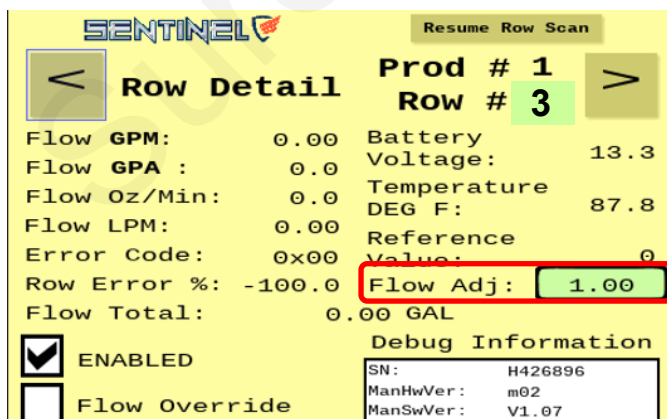 SENTINEL
Resume Row Scan
<
Row Detail
Prod # 1
Row # 3
>
Flow GPM: 0.00
Flow GPA : 0.0
Flow Oz/Min: 0.0
Flow LPM: 0.00
Error Code: 0x00
Row Error %: -100.0
Flow Total: 0.00 GAL
Battery
Voltage: 13.3
Temperature
DEG F: 87.8
Reference
Value: 0
Flow Adj: 1.00
ENABLED
Flow Override
Debug Information
SN: H426896
ManHwVer: m02
ManSwVer: V1.07